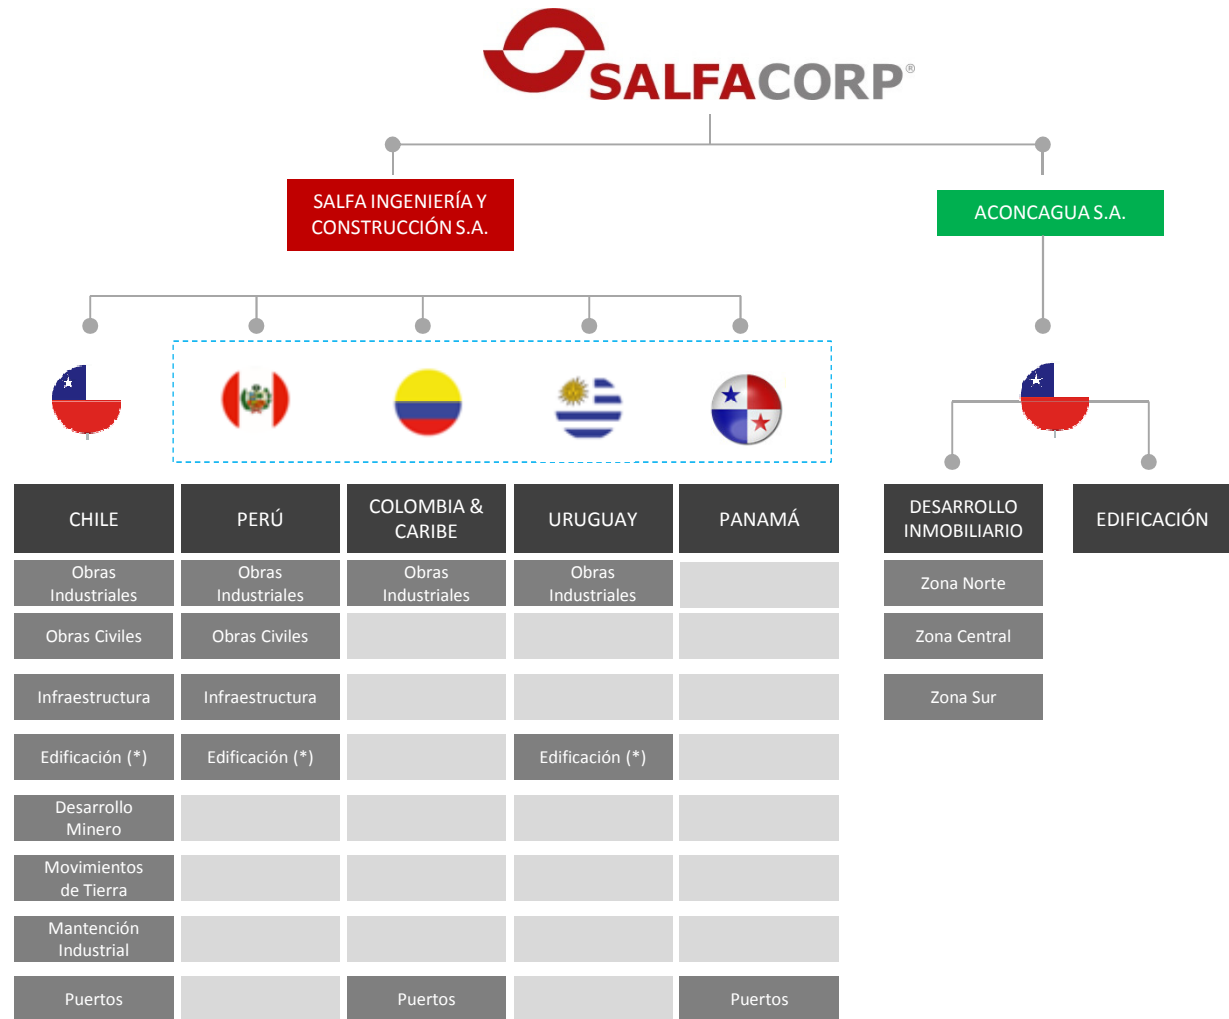 SALFACORP®
SALFA INGENIERÍA Y
CONSTRUCCIÓN S.A.
ACONCAGUA S.A.
CHILE
PERÚ
COLOMBIA &
CARIBE
URUGUAY
PANAMÁ
DESARROLLO
INMOBILIARIO
EDIFICACIÓN
Obras
Industriales
Obras
Industriales
Obras
Industriales
Obras
Industriales
Zona Norte
Obras Civiles
Obras Civiles
Zona Central
Infraestructura
Infraestructura
Zona Sur
Edificación (*)
Edificación (*)
Edificación (*)
Desarrollo
Minero
Movimientos
de Tierra
Mantención
Industrial
Puertos
Puertos
Puertos